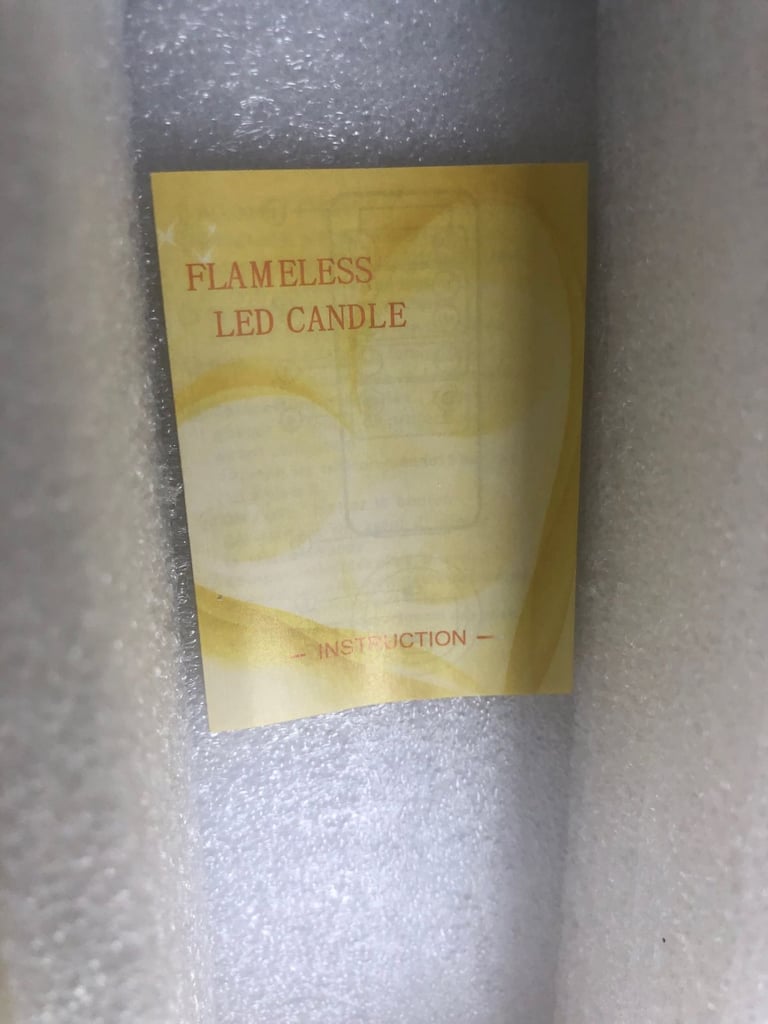 FLAMELESS
LED CANDLE
- INSTRUCTION -